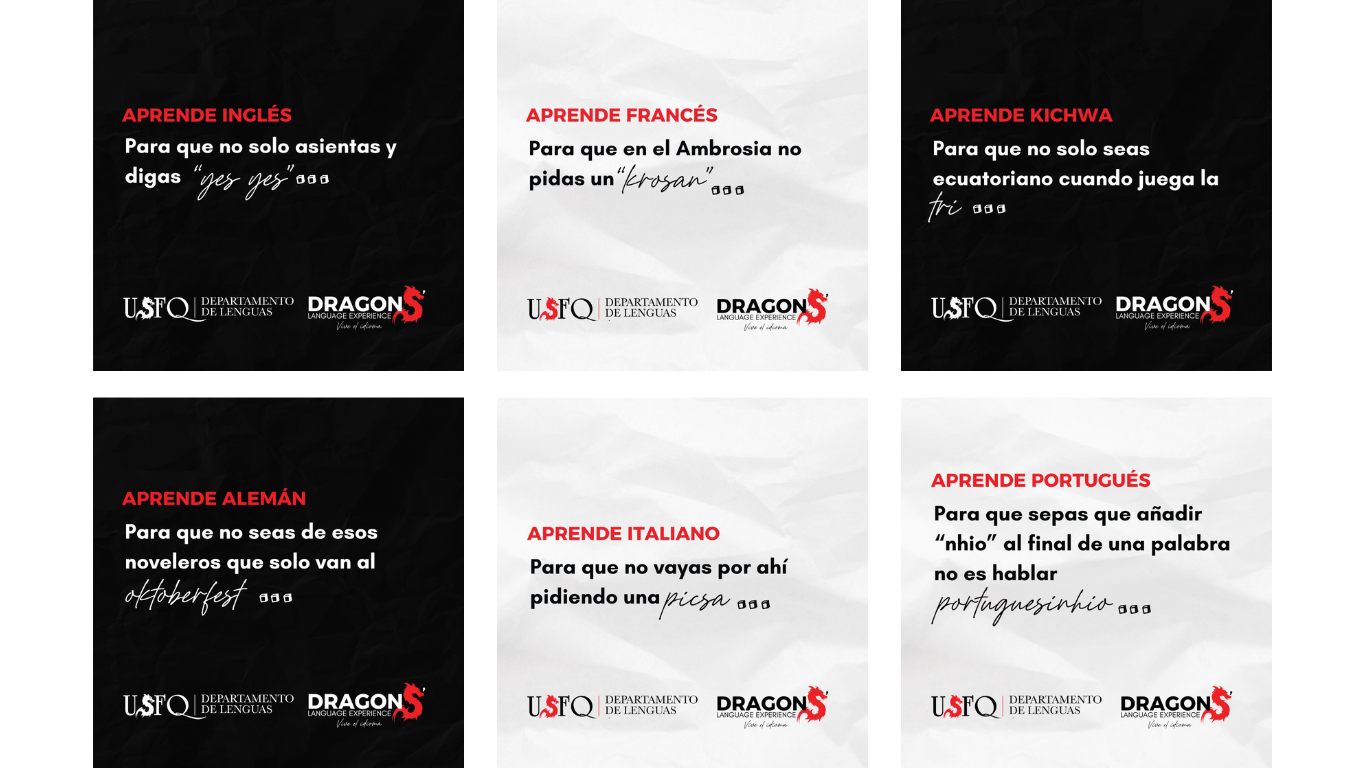 APRENDE INGLÉS
Para que no solo asientas y
digas “yes yes”
USFQ DEPARTAMENTO
DE LENGUAS
DRAGONS’
LANGUAGE EXPERIENCE
Vive el idioma
APRENDE FRANCÉS
Para que en el Ambrosia no
pidas un “krosan”
USFQ DEPARTAMENTO
DE LENGUAS
DRAGONS’
LANGUAGE EXPERIENCE
Vive el idioma
APRENDE KICHWA
Para que no solo seas
ecuatoriano cuando juega la
tri
USFQ DEPARTAMENTO
DE LENGUAS
DRAGONS’
LANGUAGE EXPERIENCE
Vive el idioma
APRENDE ALEMÁN
Para que no seas de esos
noveleros que solo van al
oktoberfest
USFQ DEPARTAMENTO
DE LENGUAS
DRAGONS’
LANGUAGE EXPERIENCE
Vive el idioma
APRENDE ITALIANO
Para que no vayas por ahí
pidiendo una picsa
USFQ DEPARTAMENTO
DE LENGUAS
DRAGONS’
LANGUAGE EXPERIENCE
Vive el idioma
APRENDE PORTUGUÉS
Para que sepas que añadir
“nhio” al final de una palabra
no es hablar
portuguesinhio
USFQ DEPARTAMENTO
DE LENGUAS
DRAGONS’
LANGUAGE EXPERIENCE
Vive el idioma